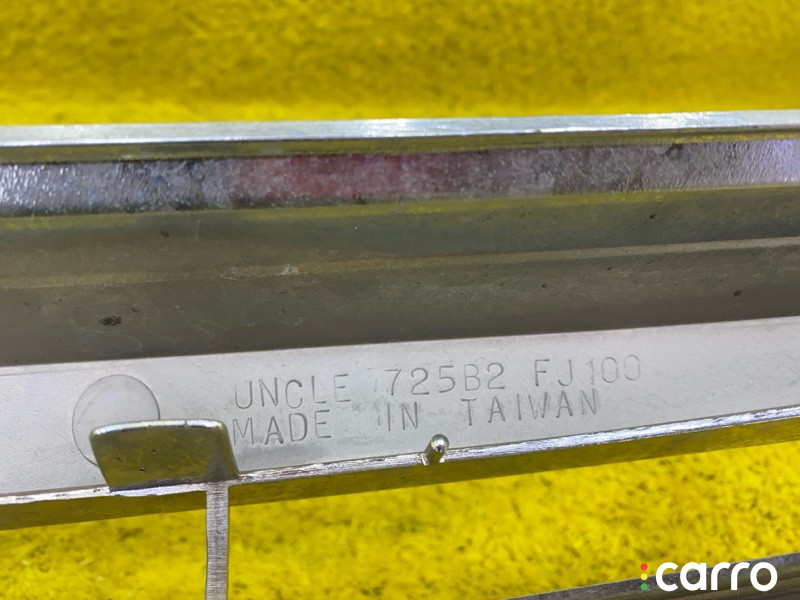 UNCLE 725B2 FJ100
MADE IN TAIWAN
carro